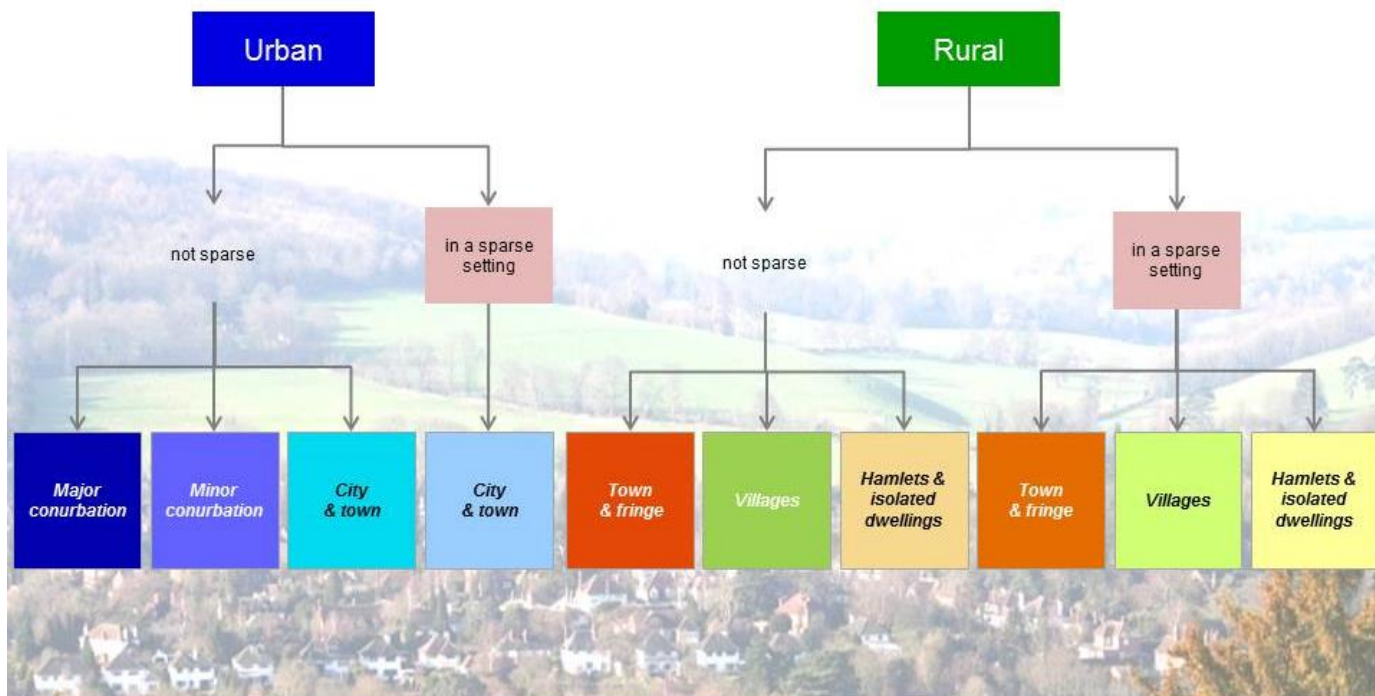 Urban
Rural
not sparse
in a sparse
setting
not sparse
in a sparse
setting
Major
conurbation
Minor
conurbation
City
& town
City
& town
Town
& fringe
Villages
Hamlets &
isolated
dwellings
Town
& fringe
Villages
Hamlets &
isolated
dwellings